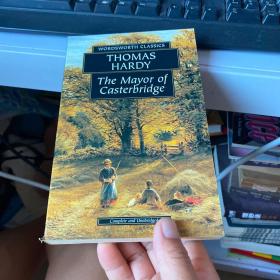 WORDSWORTH CLASSICS
THOMAS
HARDY
The Mayor of
Casterbridge
Complete and Unabridged